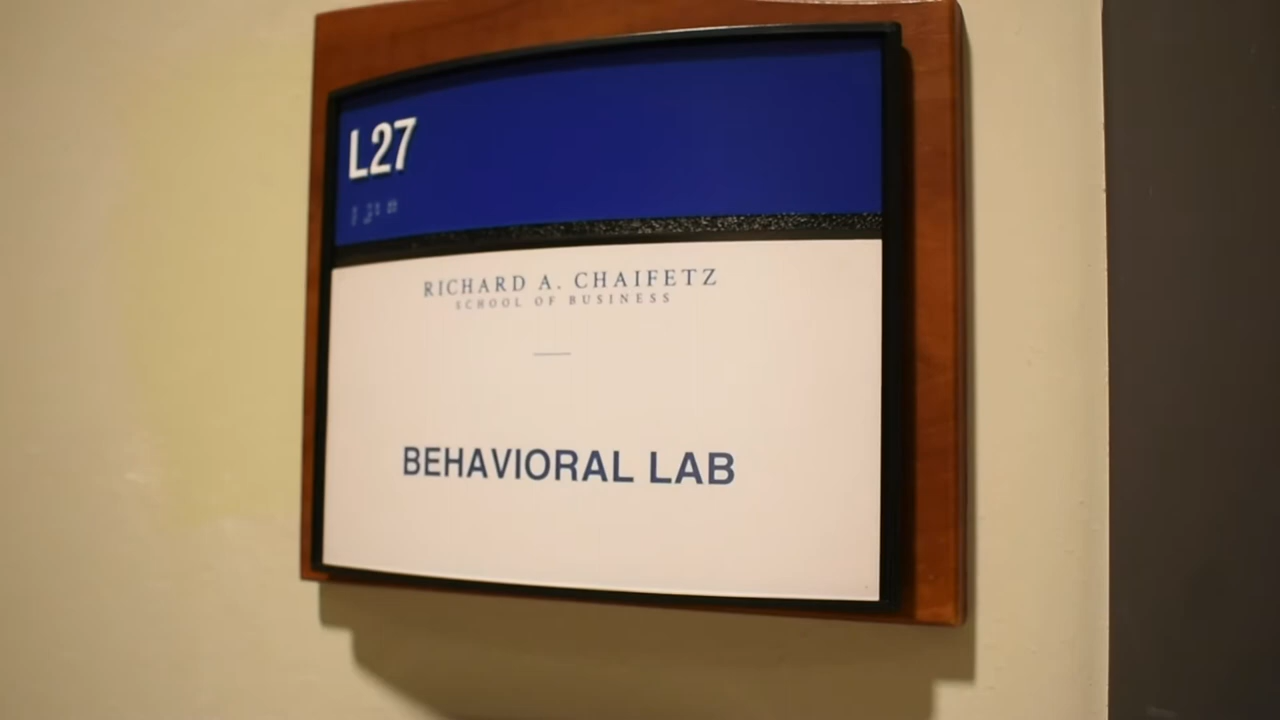 L27
RICHARD A. CHAIFETZ
SCHOOL OF BUSINESS
BEHAVIORAL LAB